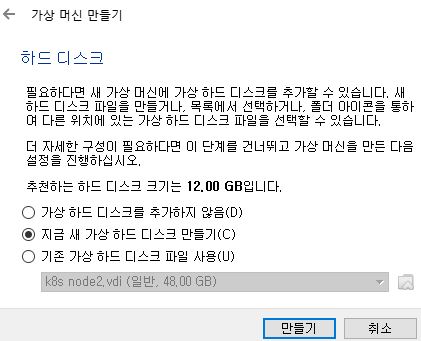 가상 머신 만들기
하드 디스크
필요하다면 새 가상 머신에 가상 하드 디스크를 추가할 수 있습니다. 새
하드 디스크 파일을 만들거나, 목록에서 선택하거나, 폴더 아이콘을 통하
여 다른 위치에 있는 가상 하드 디스크 파일을 선택할 수 있습니다.
더 자세한 구성이 필요하다면 이 단계를 건너뛰고 가상 머신을 만든 다음
설정을 진행하십시오.
추천하는 하드 디스크 크기는 12,00 GB입니다.
가상 하드 디스크를 추가하지 않음(D)
지금 새 가상 하드 디스크 만들기(C)
기존 가상 하드 디스크 파일 사용(U)
k8s node2,vdi (일반, 48,00 GB)
만들기 취소